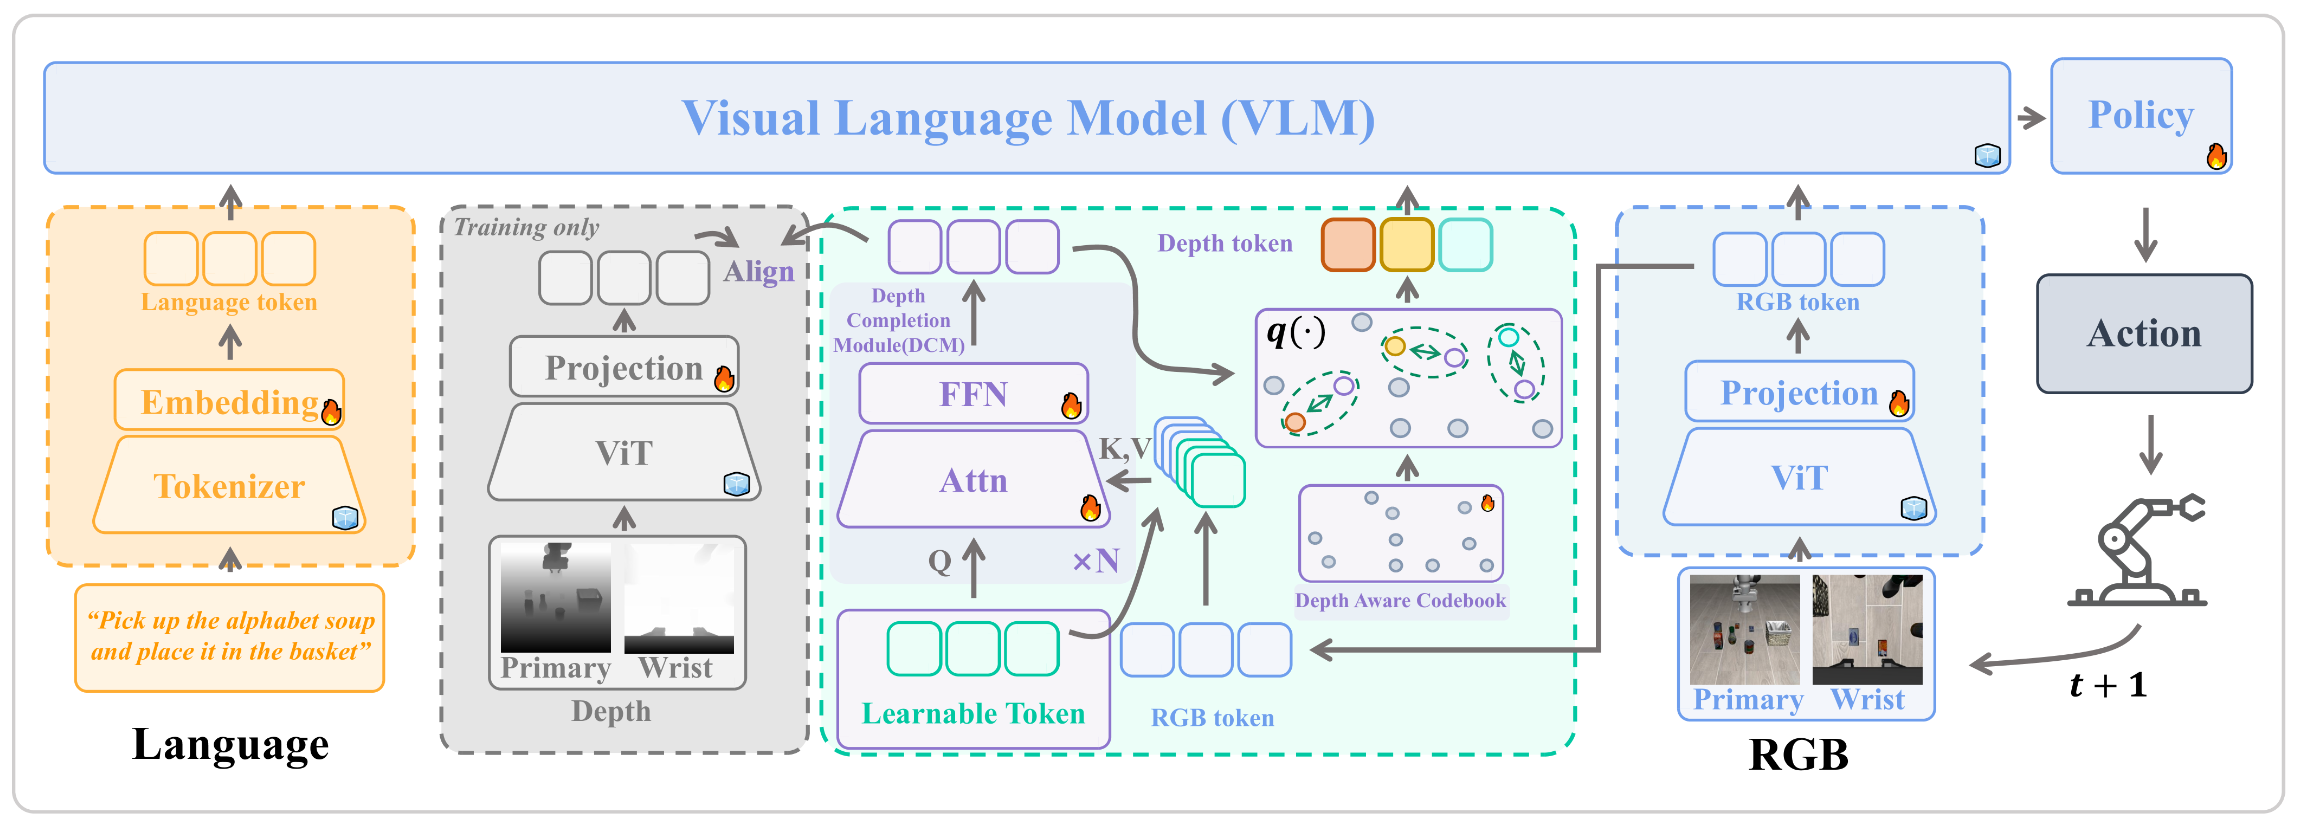 Visual Language Model (VLM)
Policy
Language token
Embedding
Tokenizer
“Pick up the alphabet soup
and place it in the basket”
Language
Training only
Align
Projection
ViT
Primary
Wrist
Depth
Depth
Completion
Module(DCM)
FFN
Attn
K,V
Q
×N
Learnable Token
RGB token
Depth token
q(·)
Depth Aware Codebook
RGB token
Projection
ViT
Primary
Wrist
RGB
Action
t + 1